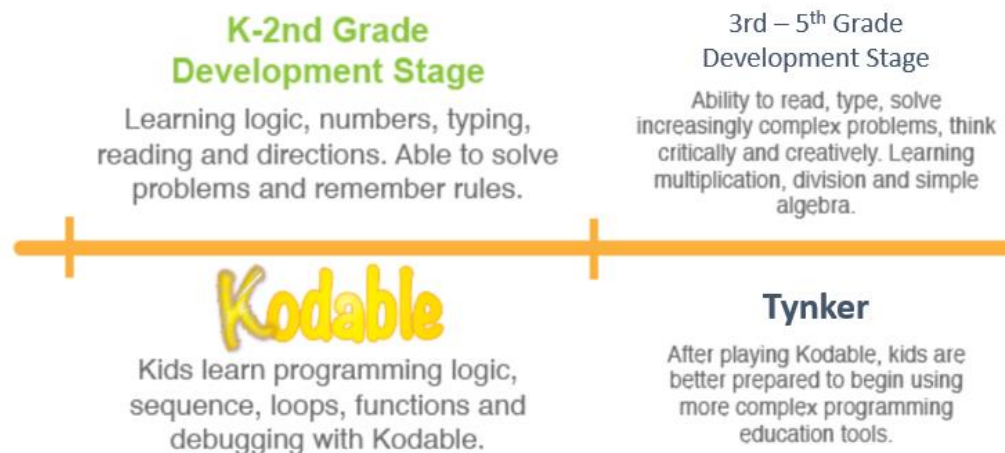 K-2nd Grade
Development Stage
Learning logic, numbers, typing,
reading and directions. Able to solve
problems and remember rules.
3rd – 5th Grade
Development Stage
Ability to read, type, solve
increasingly complex problems, think
critically and creatively. Learning
multiplication, division and simple
algebra.
Kodable
Kids learn programming logic,
sequence, loops, functions and
debugging with Kodable.
Tynker
After playing Kodable, kids are
better prepared to begin using
more complex programming
education tools.